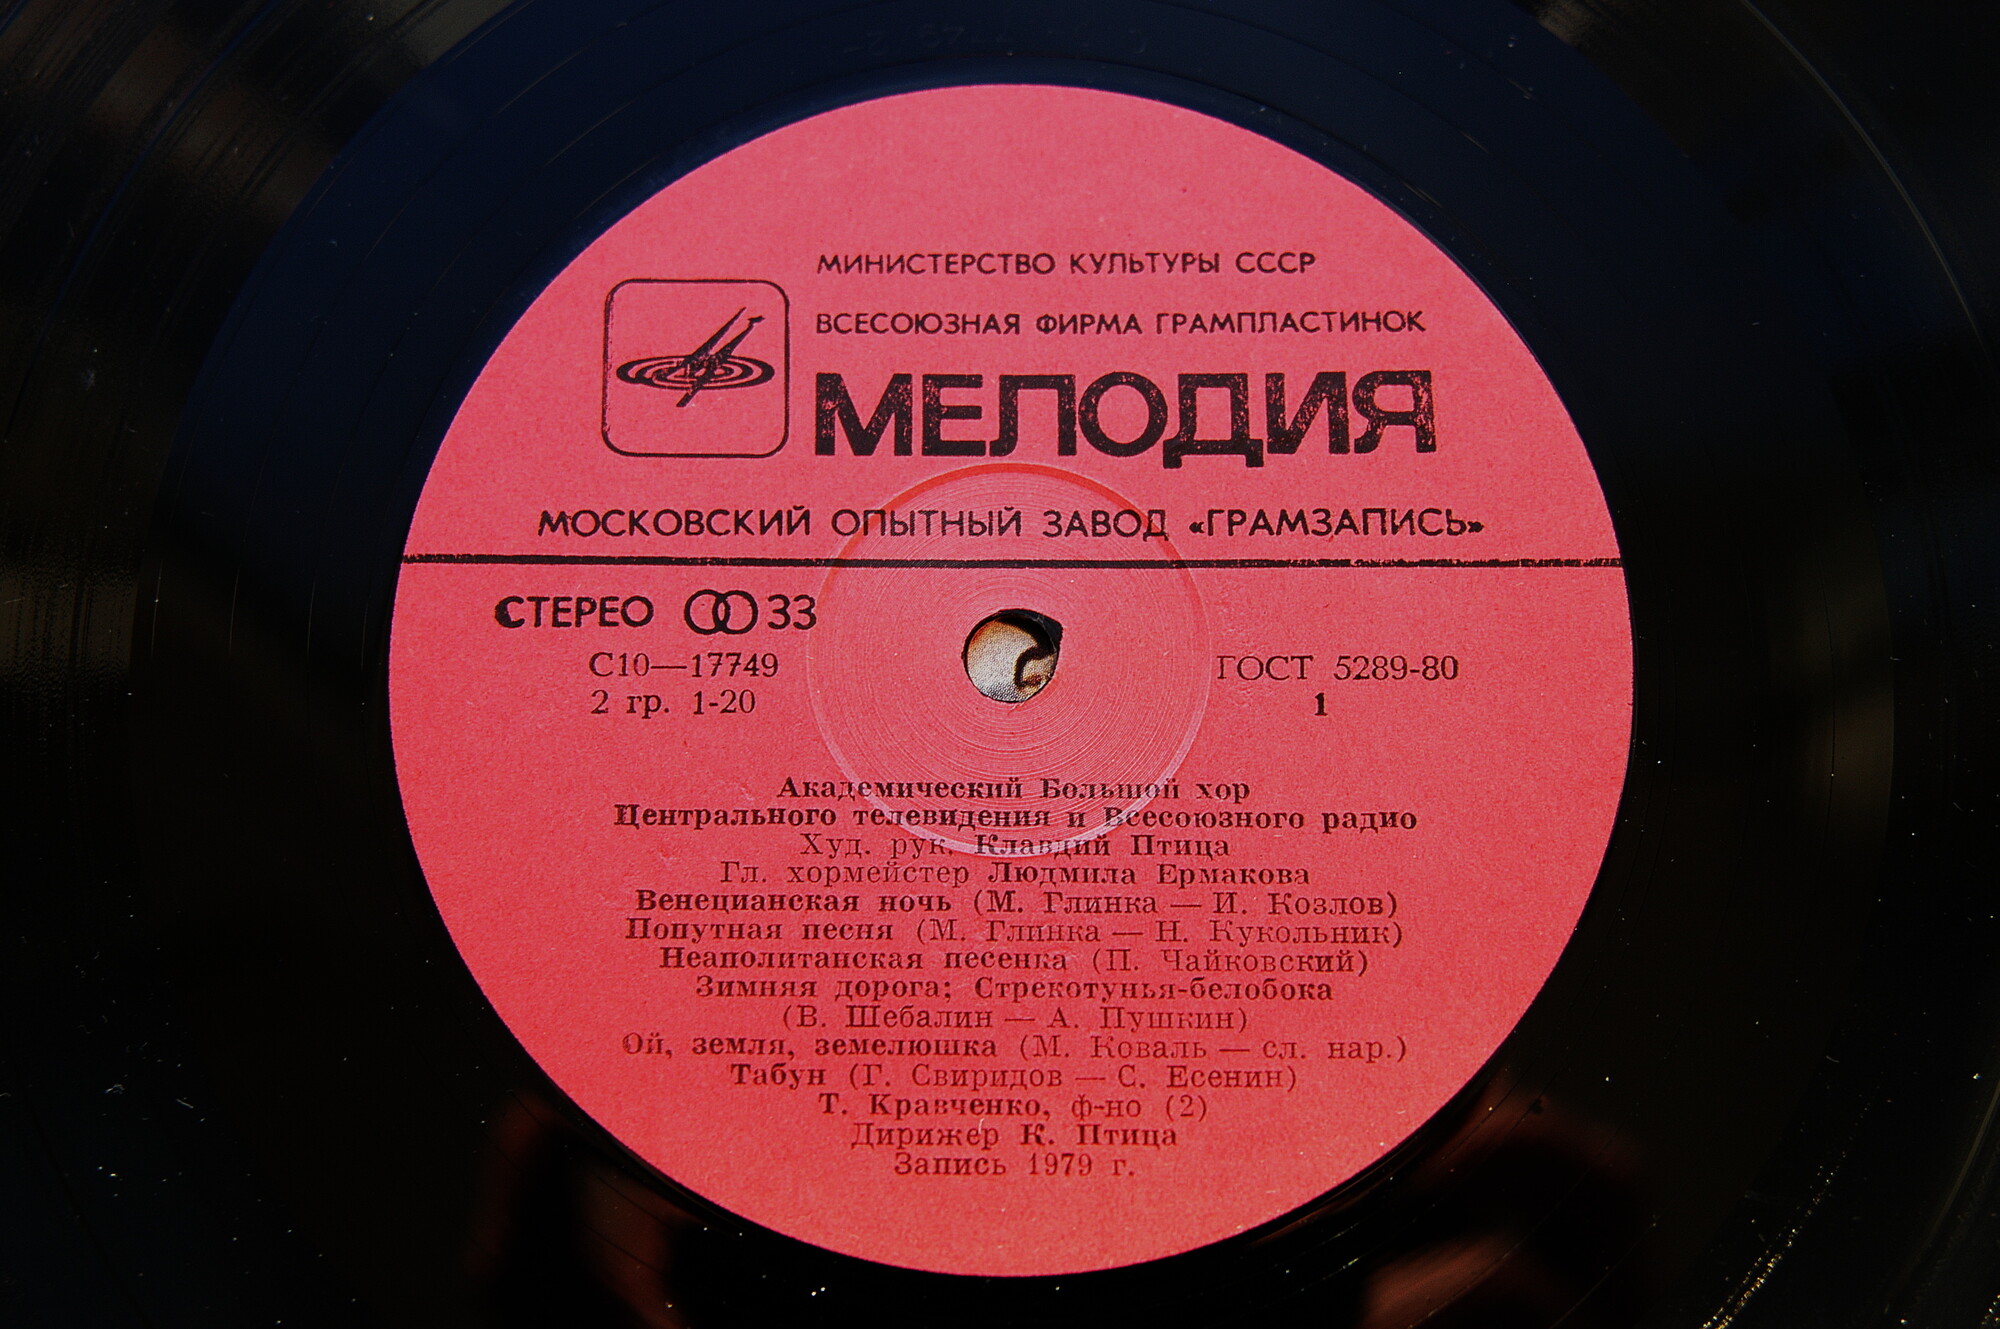 МИНИСТЕРСТВО КУЛЬТУРЫ СССР
ВСЕСОЮЗНАЯ ФИРМА ГРАМПЛАСТИНОК
МЕЛОДИЯ
МОСКОВСКИЙ ОПЫТНЫЙ ЗАВОД «ГРАМЗАПИСЬ»
СТЕРЕО 33
С10—17749
2 гр. 1-20
ГОСТ 5289-80
1
Академический Большой хор
Центрального телевидения и Всесоюзного радио
Худ. рук. Клавдий Птица
Гл. хормейстер Людмила Ермакова
Венецианская ночь (М. Глинка — И. Козлов)
Попутная песня (М. Глинка — Н. Кукольник)
Неаполитанская песенка (П. Чайковский)
Зимняя дорога; Стрекотунья-белобока
(В. Шебалин — А. Пушкин)
Ой, земля, земелюшка (М. Коваль — сл. нар.)
Табун (Г. Свиридов — С. Есенин)
Т. Кравченко, ф-но (2)
Дирижер К. Птица
Запись 1979 г.